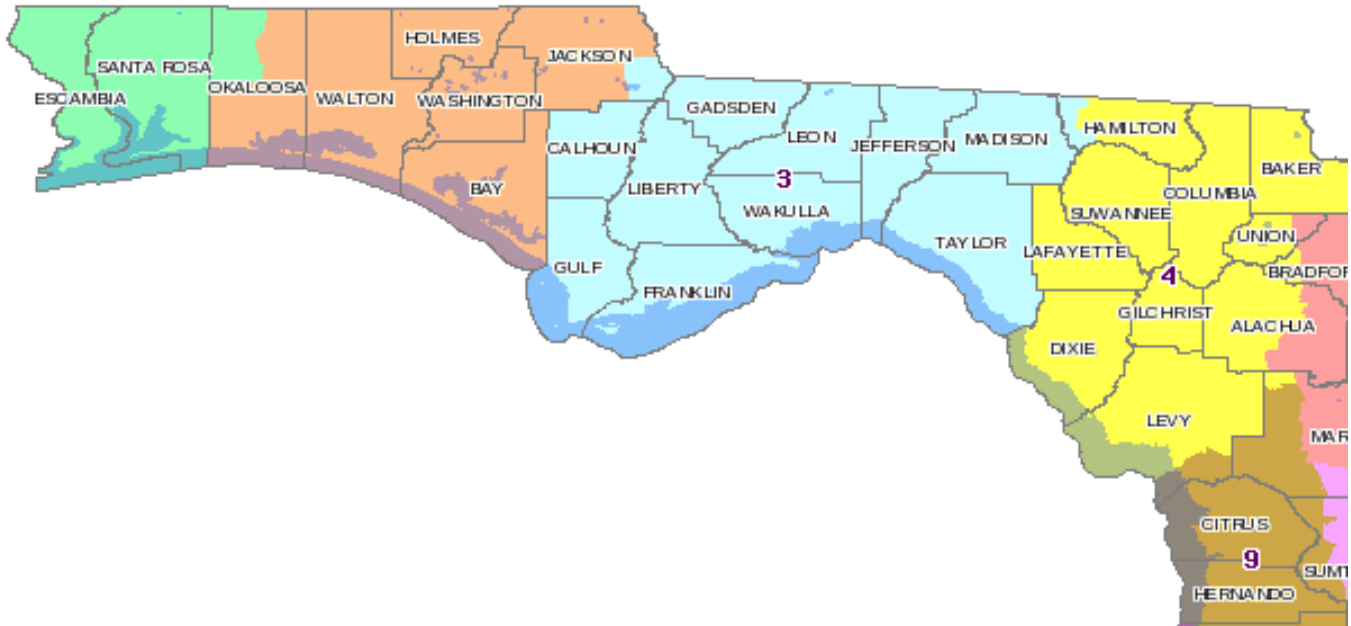 HOLMES
JACKSON
SANTA ROSA
OKALOOSA
ESCAMBIA
WALTON
WASHINGTON
GADSDEN
LEON
HAMILTON
MADISON
JEFFERSON
CALHOUN
BAKER
3
LIBERTY
COLUMBIA
BAY
WAKULLA
SUWANNEE
UNION
TAYLOR
LAFAYETTE
GULF
4
BRADFOR
FRANKLIN
GILCHRIST
ALACHUA
DIXIE
LEVY
MAR
CITRUS
9
SUMT
HERNANDO